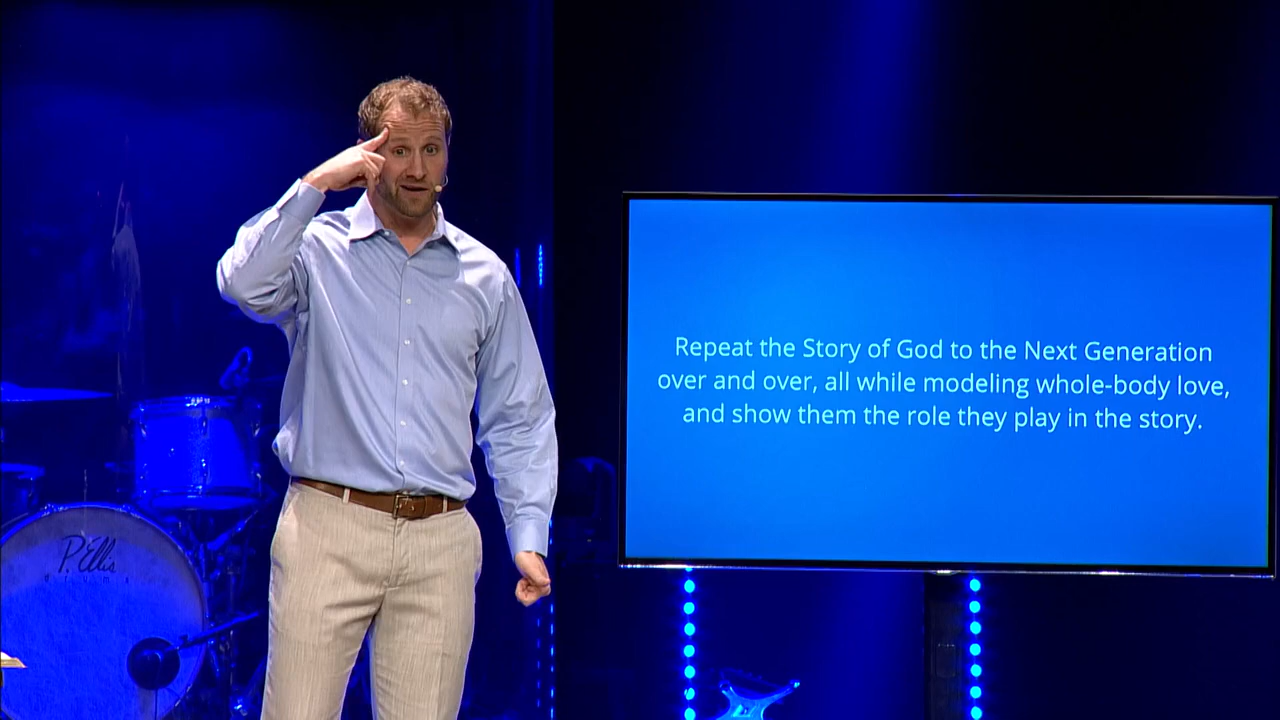 Repeat the Story of God to the Next Generation
over and over, all while modeling whole-body love,
and show them the role they play in the story.
P.Ellis
drums